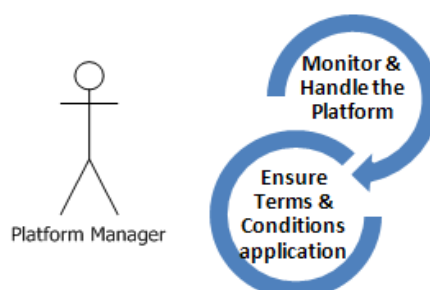 Monitor &
Handle the
Platform
Ensure
Terms &
Conditions
application
Platform Manager